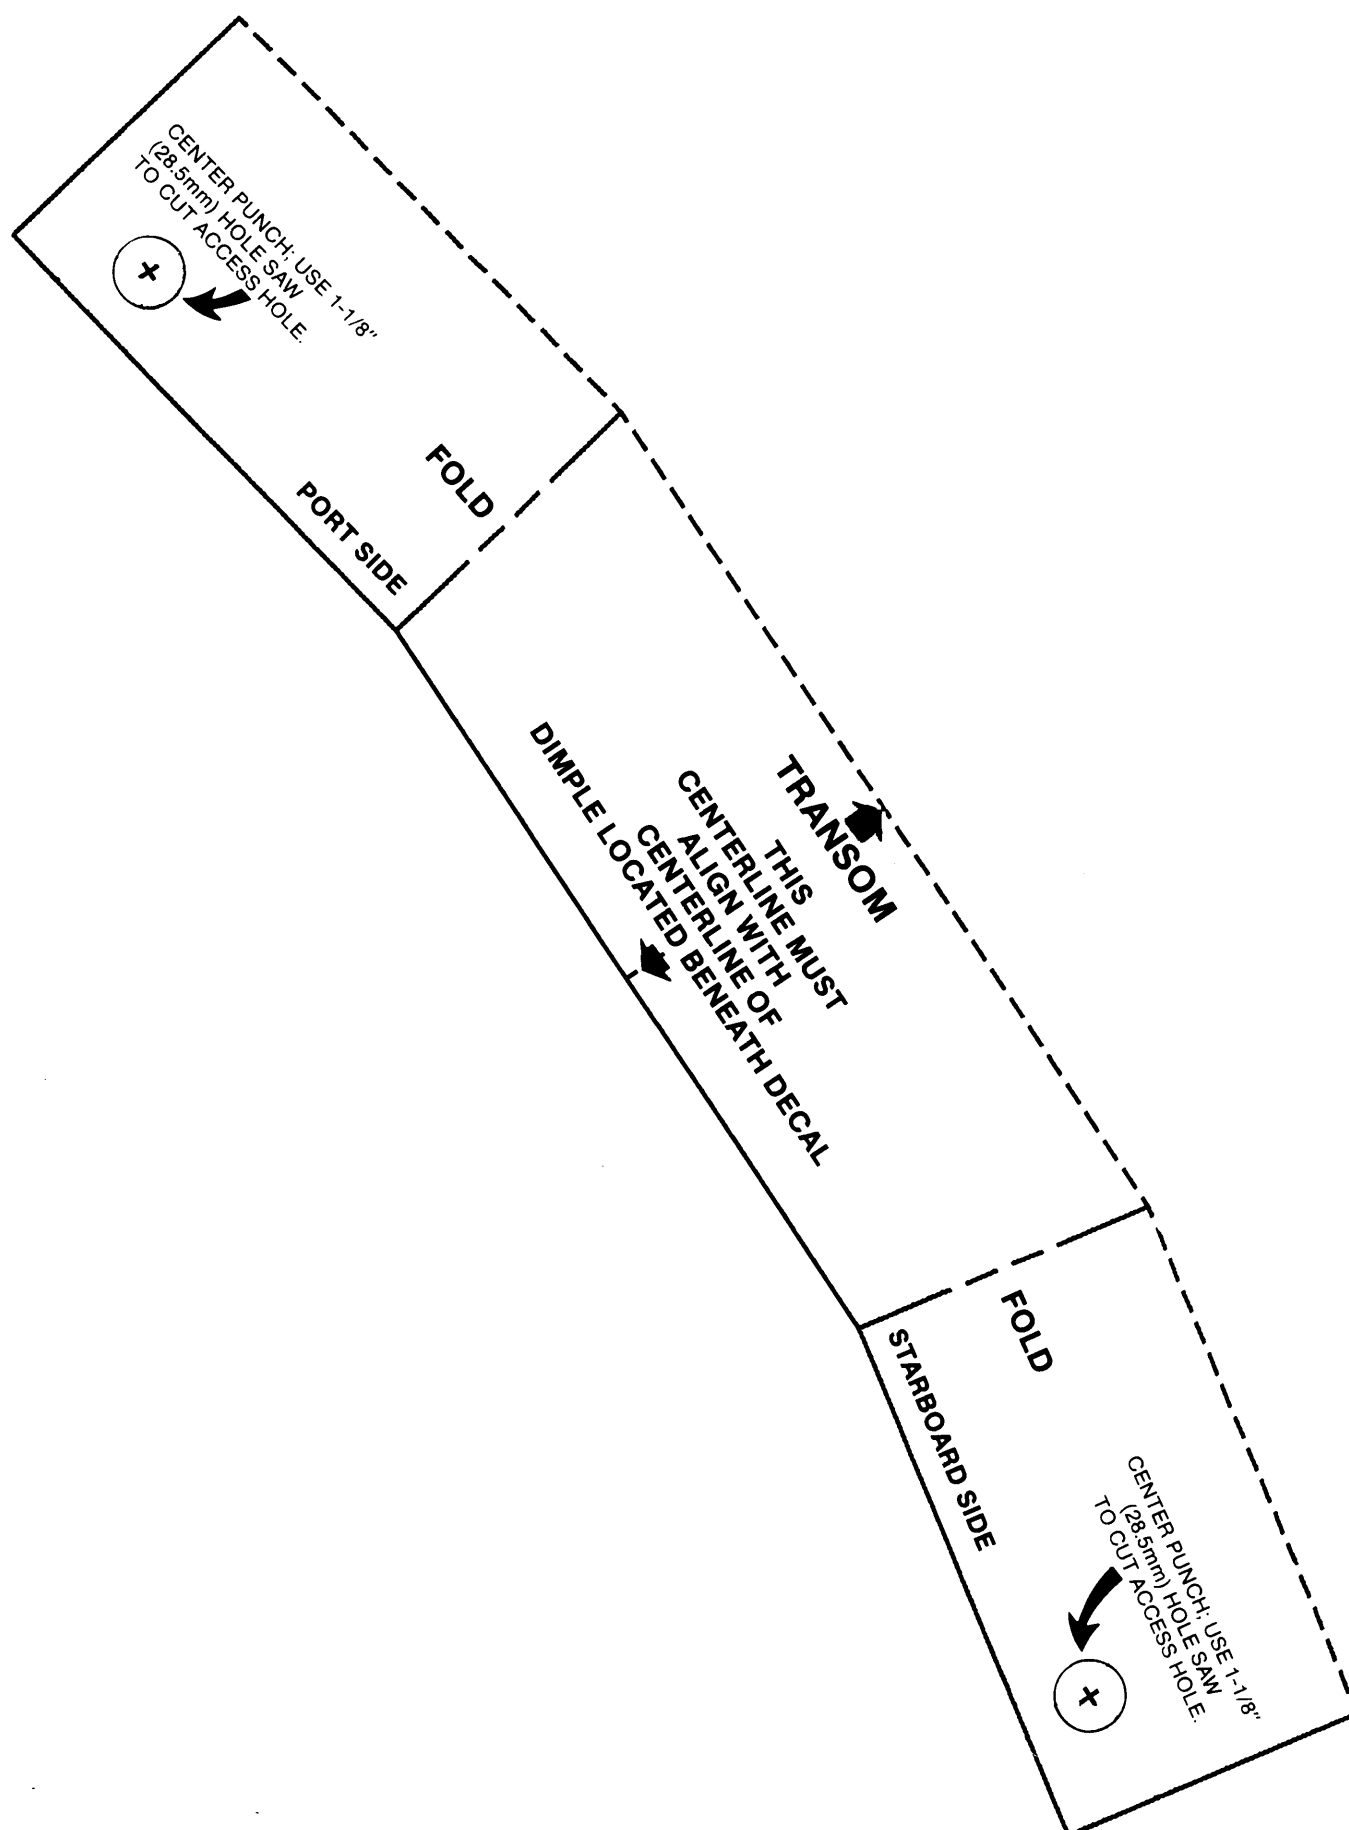 CENTER PUNCH; USE 1-1/8"
(28.5mm) HOLE SAW
TO CUT ACCESS HOLE.
FOLD
PORT SIDE
TRANSOM
THIS
CENTERLINE MUST
ALIGN WITH
CENTERLINE OF
DIMPLE LOCATED BENEATH DECAL
FOLD
STARBOARD SIDE
CENTER PUNCH; USE 1-1/8"
(28.5mm) HOLE SAW
TO CUT ACCESS HOLE.